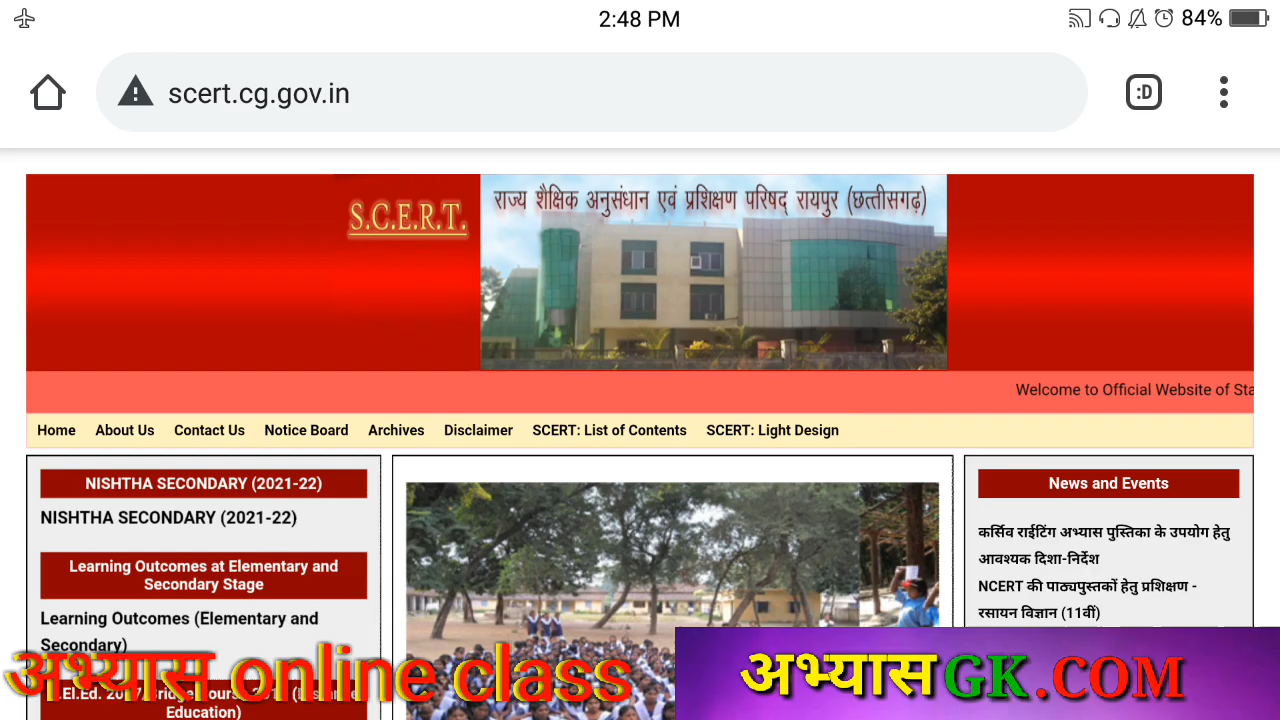 2:48 PM
84%
scert.cg.gov.in
:D
S.C.E.R.T.
राज्य शैक्षिक अनुसंधान एवं प्रशिक्षण परिषद् रायपुर (छत्तीसगढ़)
Welcome to Official Website of Sta
Home About Us Contact Us Notice Board Archives Disclaimer SCERT: List of Contents SCERT: Light Design
NISHTHA SECONDARY (2021-22)
NISHTHA SECONDARY (2021-22)
Learning Outcomes at Elementary and
Secondary Stage
Learning Outcomes (Elementary and
Secondary)
Education)
News and Events
कर्सिव राईटिंग अभ्यास पुस्तिका के उपयोग हेतु
आवश्यक दिशा-निर्देश
NCERT की पाठ्यपुस्तकों हेतु प्रशिक्षण -
रसायन विज्ञान (11वीं)
अभ्यास online class
अभ्यास GK.COM